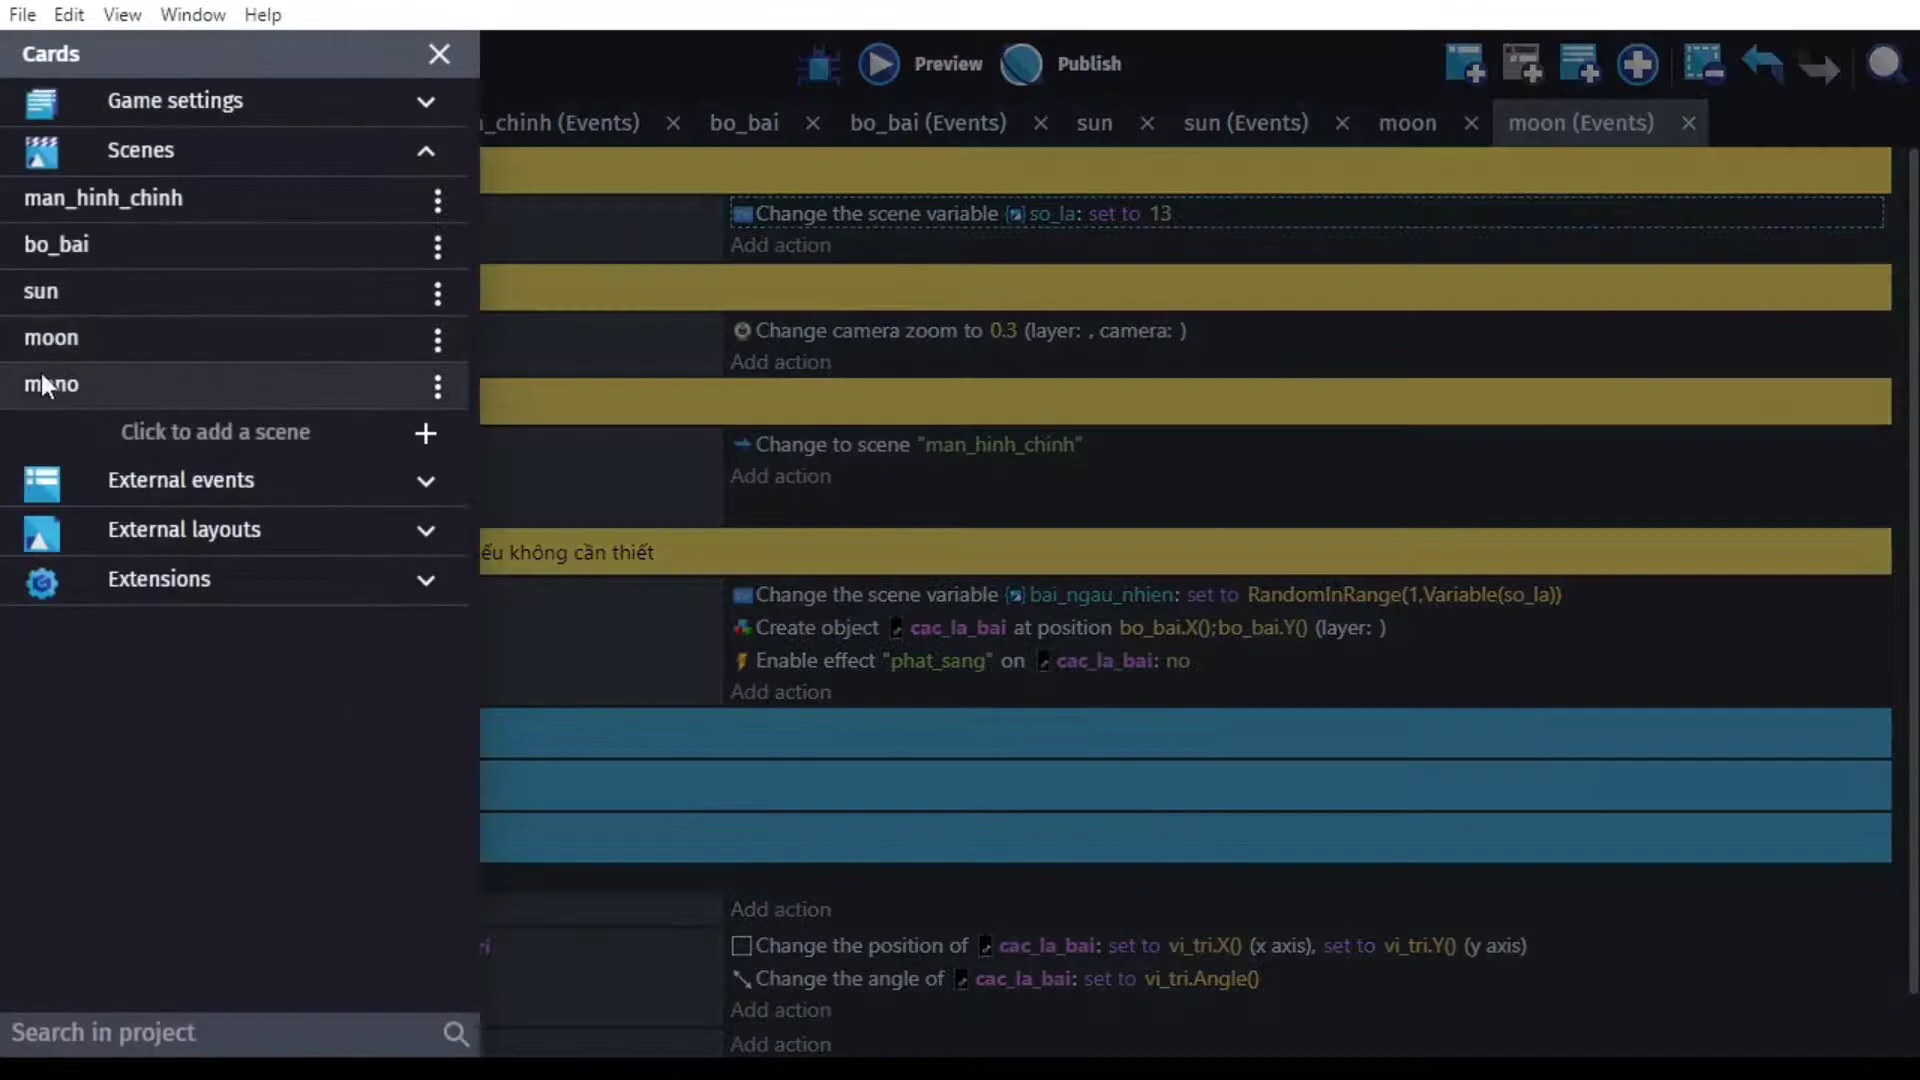 File Edit View Window Help
Cards
Preview Publish
Game settings
_chinh (Events) bo_bai bo_bai (Events) sun sun (Events) moon moon (Events)
Scenes
man_hinh_chinh
Change the scene variable so_la: set to 13
Add action
bo_bai
sun
moon
Change camera zoom to 0.3 (layer: , camera: )
Add action
Click to add a scene
Change to scene "man_hinh_chinh"
Add action
External events
External layouts
ếu không cần thiết
Extensions
Change the scene variable bai_ngau_nhien: set to RandomInRange(1,Variable(so_la))
Create object cac_la_bai at position bo_bai.X();bo_bai.Y() (layer: )
Enable effect "phat_sang" on cac_la_bai: no
Add action
Add action
ri
Change the position of cac_la_bai: set to vi_tri.X() (x axis), set to vi_tri.Y() (y axis)
Change the angle of cac_la_bai: set to vi_tri.Angle()
Add action
Search in project
Add action